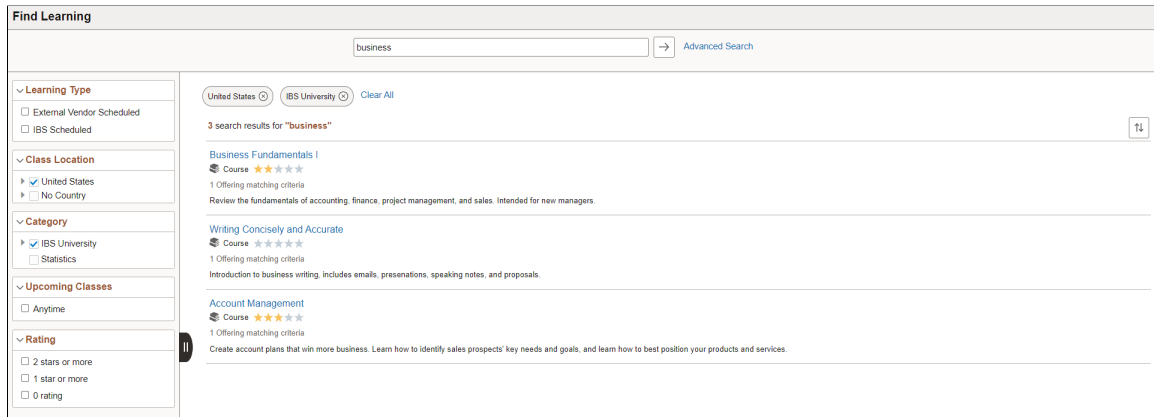 Find Learning
business
Advanced Search
Learning Type
External Vendor Scheduled
IBS Scheduled
Class Location
United States
No Country
Category
IBS University
Statistics
Upcoming Classes
Anytime
Rating
2 stars or more
1 star or more
0 rating
United States
IBS University
Clear All
3 search results for "business"
Business Fundamentals I
Course
1 Offering matching criteria
Review the fundamentals of accounting, finance, project management, and sales. Intended for new managers.
Writing Concisely and Accurate
Course
1 Offering matching criteria
Introduction to business writing, includes emails, presenations, speaking notes, and proposals.
Account Management
Course
1 Offering matching criteria
Create account plans that win more business. Learn how to identify sales prospects' key needs and goals, and learn how to best position your products and services.